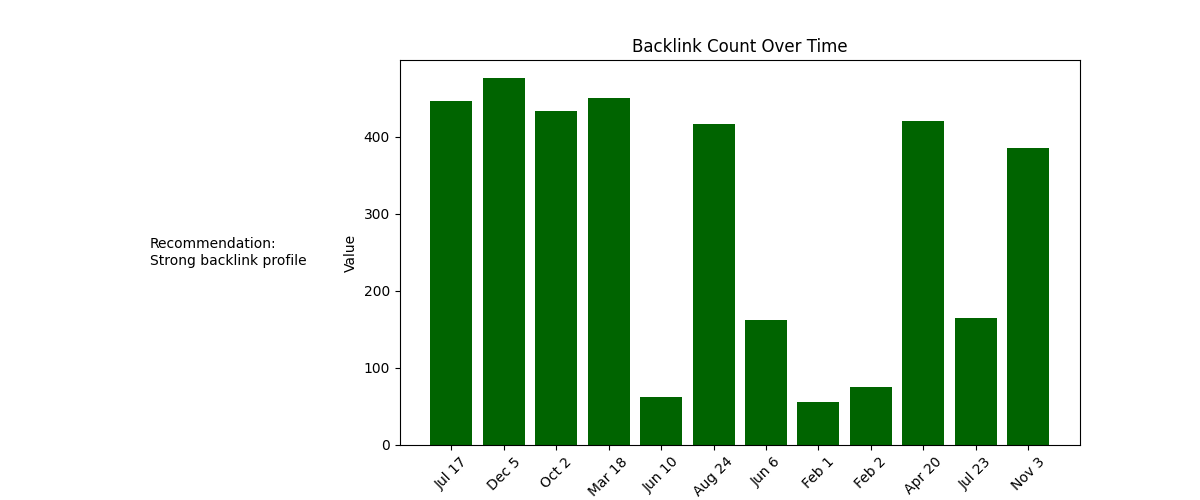 Backlink Count Over Time
Recommendation:
Strong backlink profile
Value
400
300
200
100
0
Jul 17
Dec 5
Oct 2
Mar 18
Jun 10
Aug 24
Jun 6
Feb 1
Feb 2
Apr 20
Jul 23
Nov 3